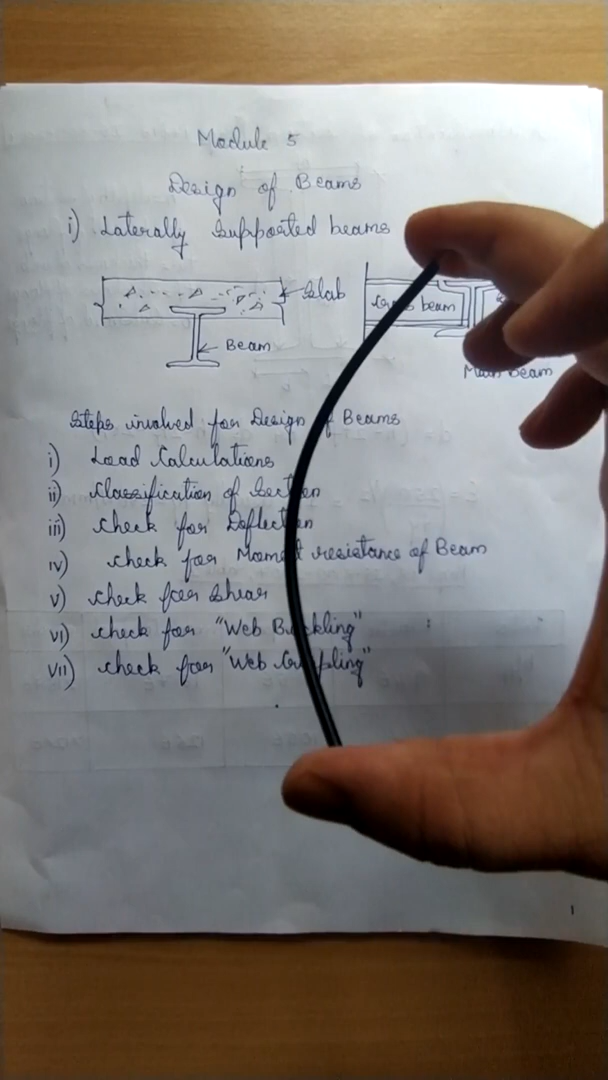 Module 5
Design of Beams
i) Laterally Supported beams
Slab
Cross beam
Beam
Main Beam
Steps involved for Design of Beams
i) Load Calculations
ii) Classification of Section
iii) check for Deflection
iv) check for Moment resistance of Beam
v) check for Shear
vi) check for "Web Buckling"
vii) check for "Web Crippling"
1